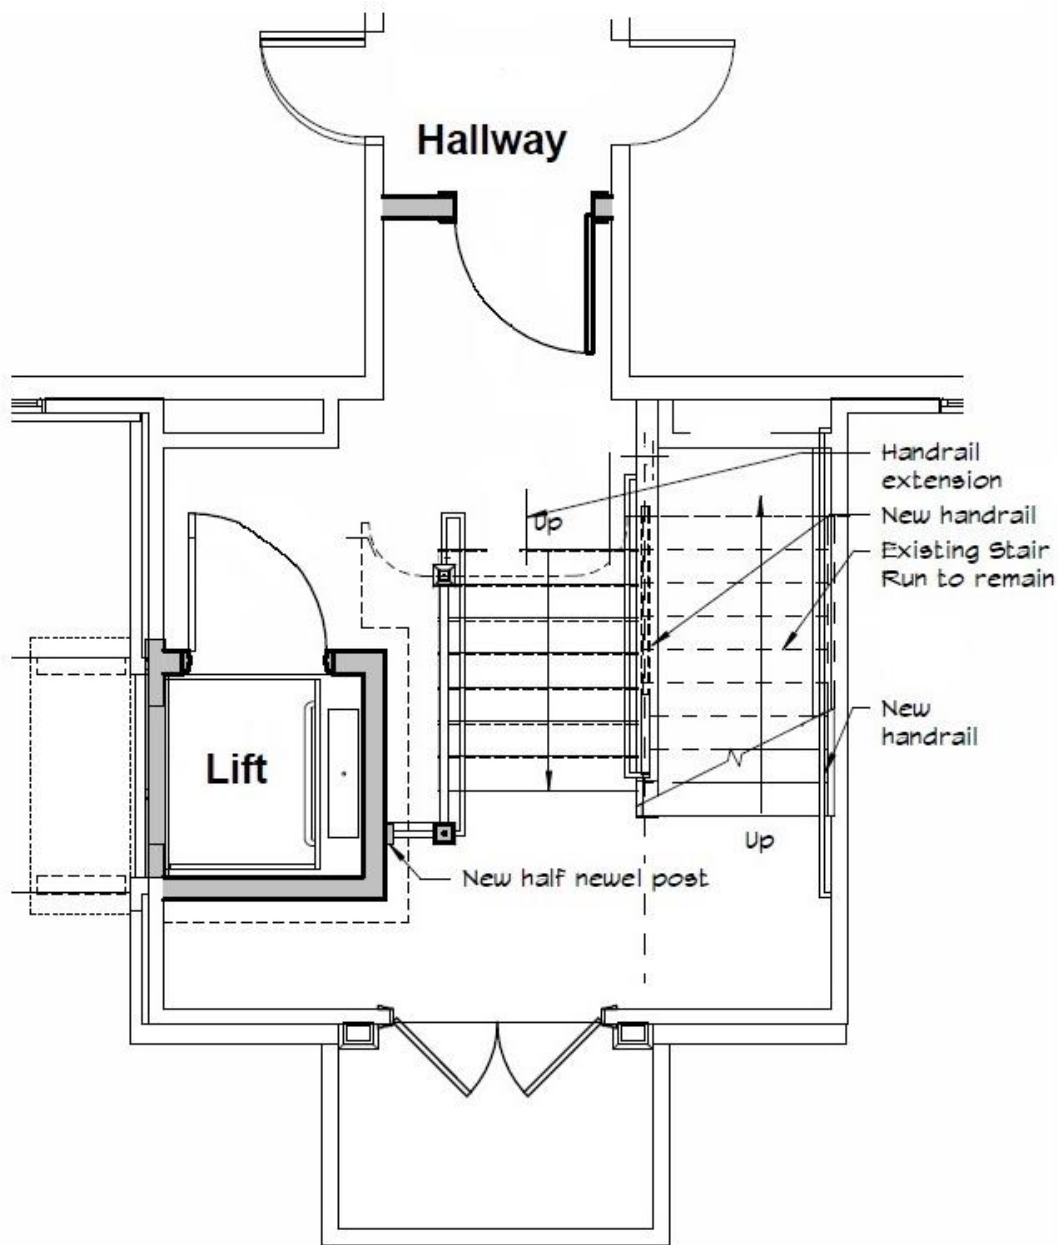 Hallway
Handrail
extension
New handrail
Up
Existing Stair
Run to remain
New
handrail
Lift
Up
New half newel post